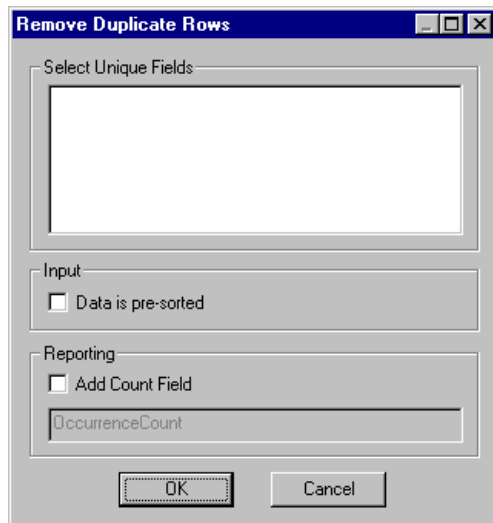 Remove Duplicate Rows
Select Unique Fields
Input
Data is pre-sorted
Reporting
Add Count Field
OccurrenceCount
OK Cancel